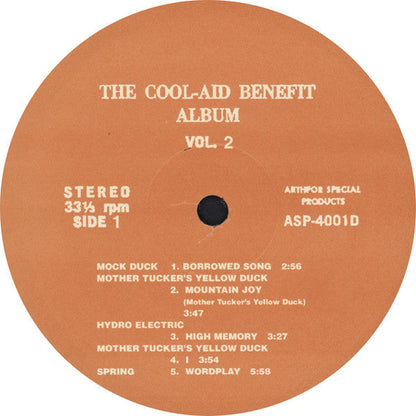 THE COOL-AID BENEFIT
ALBUM
VOL. 2
STEREO
33⅓ rpm
SIDE 1
ARTHFOR SPECIAL
PRODUCTS
ASP-4001D
MOCK DUCK 1. BORROWED SONG 2:56
MOTHER TUCKER'S YELLOW DUCK
2. MOUNTAIN JOY
(Mother Tucker's Yellow Duck)
3:47
HYDRO ELECTRIC
3. HIGH MEMORY 3:27
MOTHER TUCKER'S YELLOW DUCK
4. I 3:54
SPRING 5. WORDPLAY 5:58